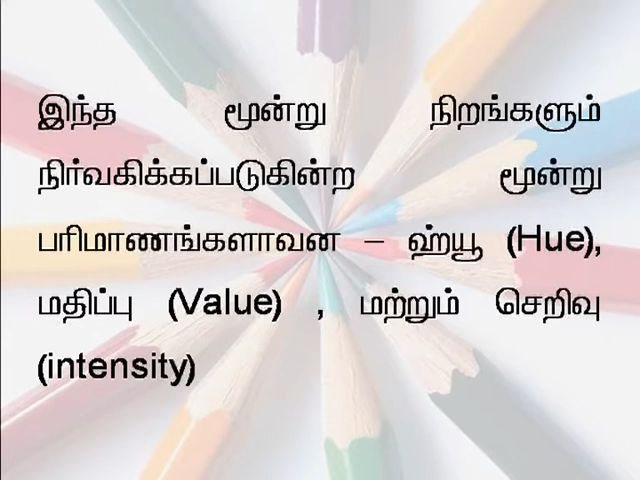 இந்த மூன்று நிறங்களும்
நிர்வகிக்கப்படுகின்ற மூன்று
பரிமாணங்களாவன – ஹ்யூ (Hue),
மதிப்பு (Value) , மற்றும் செறிவு
(intensity)